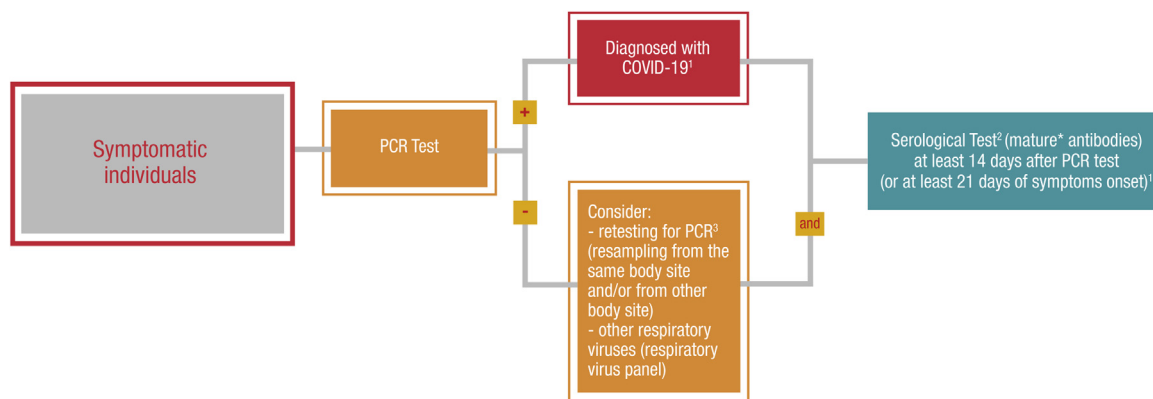 Symptomatic
individuals
PCR Test
+
-
Diagnosed with
COVID-19¹
Consider:
- retesting for PCR³
(resampling from the
same body site
and/or from other
body site)
- other respiratory
viruses (respiratory
virus panel)
and
Serological Test² (mature* antibodies)
at least 14 days after PCR test
(or at least 21 days of symptoms onset)¹